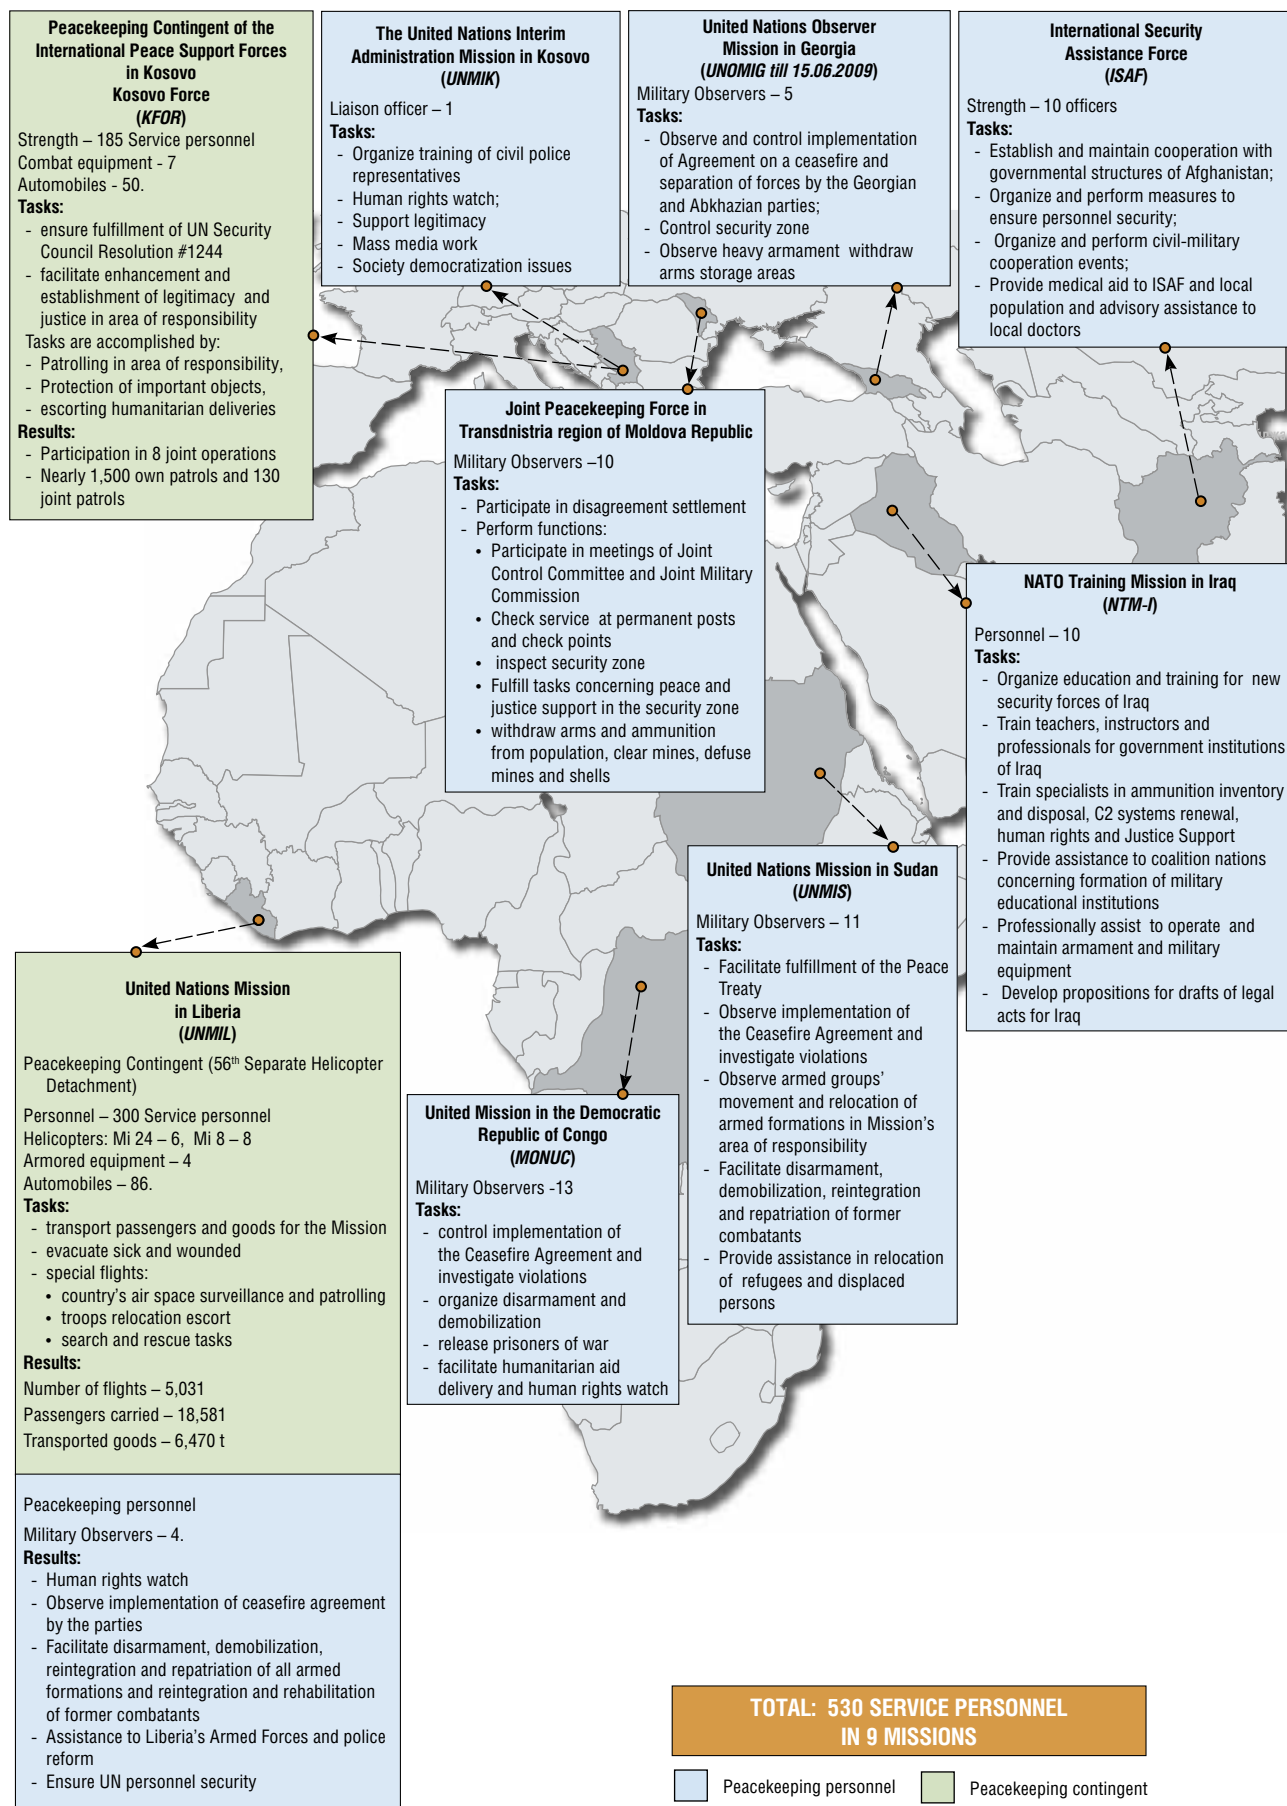 Peacekeeping Contingent of the
International Peace Support Forces
in Kosovo
Kosovo Force
(KFOR)
Strength – 185 Service personnel
Combat equipment - 7
Automobiles - 50.
Tasks:
- ensure fulfillment of UN Security
Council Resolution #1244
- facilitate enhancement and
establishment of legitimacy and
justice in area of responsibility
Tasks are accomplished by:
- Patrolling in area of responsibility,
- Protection of important objects,
- escorting humanitarian deliveries
Results:
- Participation in 8 joint operations
- Nearly 1,500 own patrols and 130
joint patrols
The United Nations Interim
Administration Mission in Kosovo
(UNMIK)
Liaison officer – 1
Tasks:
- Organize training of civil police
representatives
- Human rights watch;
- Support legitimacy
- Mass media work
- Society democratization issues
United Nations Observer
Mission in Georgia
(UNOMIG till 15.06.2009)
Military Observers – 5
Tasks:
- Observe and control implementation
of Agreement on a ceasefire and
separation of forces by the Georgian
and Abkhazian parties;
- Control security zone
- Observe heavy armament withdraw
arms storage areas
International Security
Assistance Force
(ISAF)
Strength – 10 officers
Tasks:
- Establish and maintain cooperation with
governmental structures of Afghanistan;
- Organize and perform measures to
ensure personnel security;
- Organize and perform civil-military
cooperation events;
- Provide medical aid to ISAF and local
population and advisory assistance to
local doctors
Joint Peacekeeping Force in
Transdnistria region of Moldova Republic
Military Observers –10
Tasks:
- Participate in disagreement settlement
- Perform functions:
• Participate in meetings of Joint
Control Committee and Joint Military
Commission
• Check service at permanent posts
and check points
• inspect security zone
• Fulfill tasks concerning peace and
justice support in the security zone
• withdraw arms and ammunition
from population, clear mines, defuse
mines and shells
NATO Training Mission in Iraq
(NTM-I)
Personnel – 10
Tasks:
- Organize education and training for new
security forces of Iraq
- Train teachers, instructors and
professionals for government institutions
of Iraq
- Train specialists in ammunition inventory
and disposal, C2 systems renewal,
human rights and Justice Support
- Provide assistance to coalition nations
concerning formation of military
educational institutions
- Professionally assist to operate and
maintain armament and military
equipment
- Develop propositions for drafts of legal
acts for Iraq
United Nations Mission in Sudan
(UNMIS)
Military Observers – 11
Tasks:
- Facilitate fulfillment of the Peace
Treaty
- Observe implementation of
the Ceasefire Agreement and
investigate violations
- Observe armed groups’
movement and relocation of
armed formations in Mission’s
area of responsibility
- Facilitate disarmament,
demobilization, reintegration
and repatriation of former
combatants
- Provide assistance in relocation
of refugees and displaced
persons
United Nations Mission
in Liberia
(UNMIL)
Peacekeeping Contingent (56th Separate Helicopter
Detachment)
Personnel – 300 Service personnel
Helicopters: Mi 24 – 6, Mi 8 – 8
Armored equipment – 4
Automobiles – 86.
Tasks:
- transport passengers and goods for the Mission
- evacuate sick and wounded
- special flights:
• country’s air space surveillance and patrolling
• troops relocation escort
• search and rescue tasks
Results:
Number of flights – 5,031
Passengers carried – 18,581
Transported goods – 6,470 t
Peacekeeping personnel
Military Observers – 4.
Results:
- Human rights watch
- Observe implementation of ceasefire agreement
by the parties
- Facilitate disarmament, demobilization,
reintegration and repatriation of all armed
formations and reintegration and rehabilitation
of former combatants
- Assistance to Liberia’s Armed Forces and police
reform
- Ensure UN personnel security
United Mission in the Democratic
Republic of Congo
(MONUC)
Military Observers -13
Tasks:
- control implementation of
the Ceasefire Agreement and
investigate violations
- organize disarmament and
demobilization
- release prisoners of war
- facilitate humanitarian aid
delivery and human rights watch
TOTAL: 530 SERVICE PERSONNEL
IN 9 MISSIONS
Peacekeeping personnel
Peacekeeping contingent